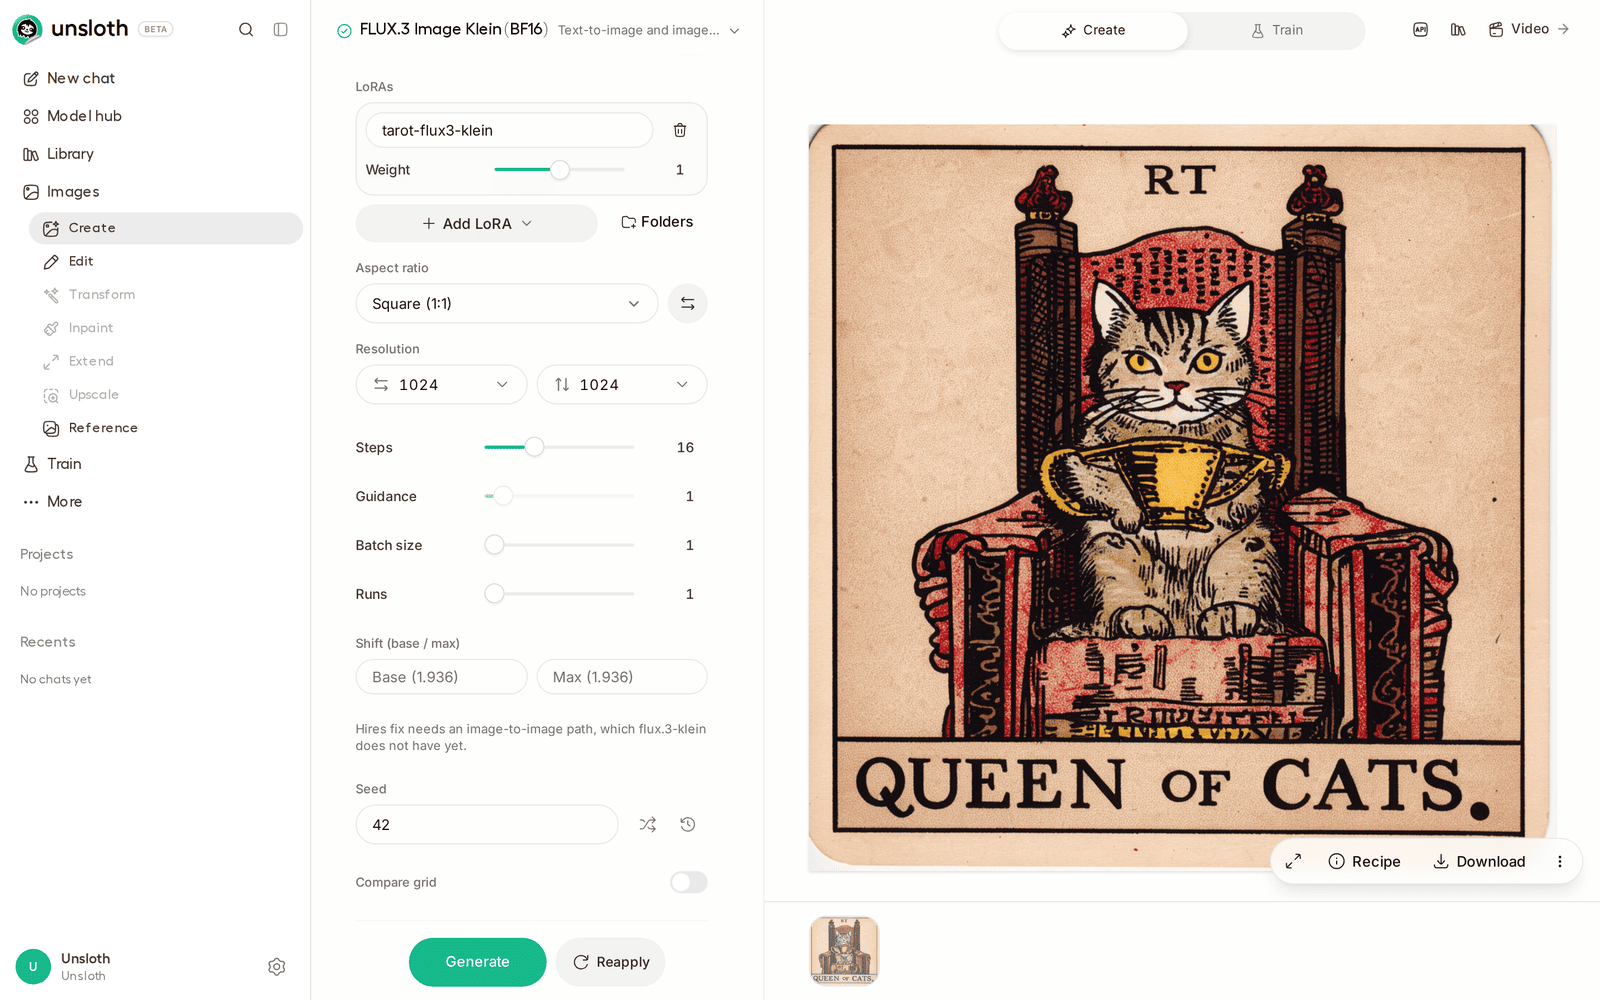 unsloth BETA
New chat
Model hub
Library
Images
Create
Edit
Transform
Inpaint
Extend
Upscale
Reference
Train
More
Projects
No projects
Recents
No chats yet
U
Unsloth
Unsloth
FLUX.3 Image Klein (BF16) Text-to-image and image...
LoRAs
tarot-flux3-klein
Weight 1
Add LoRA Folders
Aspect ratio
Square (1:1)
Resolution
1024 1024
Steps 16
Guidance 1
Batch size 1
Runs 1
Shift (base / max)
Base (1.936) Max (1.936)
Hires fix needs an image-to-image path, which flux.3-klein
does not have yet.
Seed
42
Compare grid
Generate Reapply
Create Train
API Video
RT
QUEEN OF CATS.
Recipe Download
RT
QUEEN OF CATS.